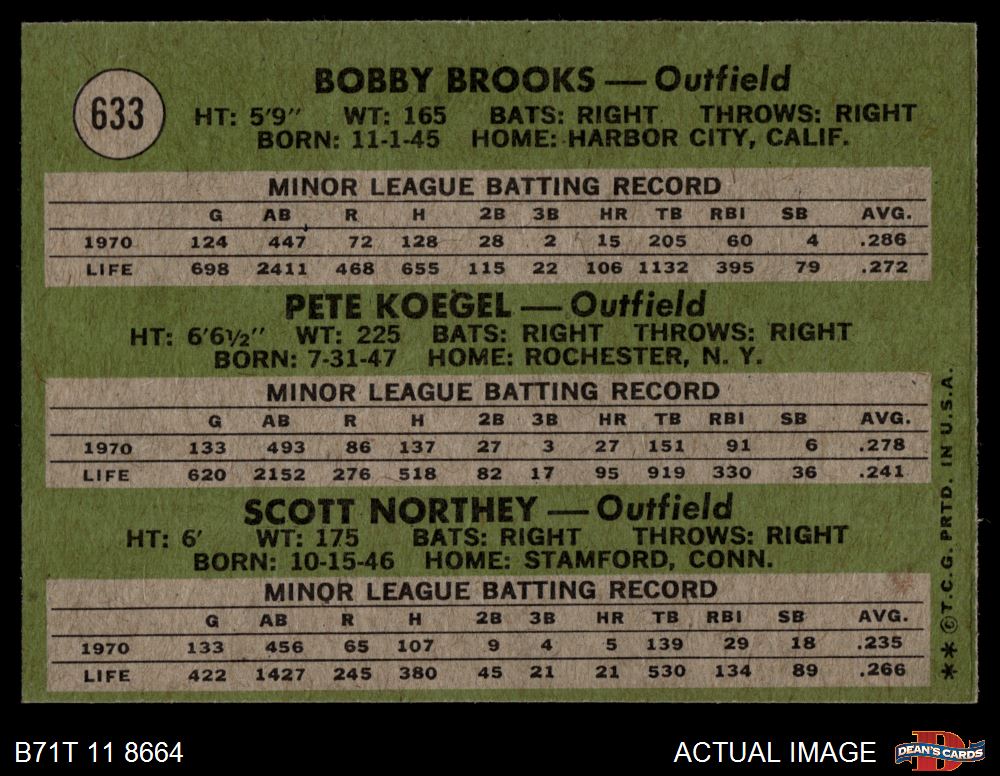 633
BOBBY BROOKS — Outfield
HT: 5'9" WT: 165 BATS: RIGHT THROWS: RIGHT
BORN: 11-1-45 HOME: HARBOR CITY, CALIF.
MINOR LEAGUE BATTING RECORD
G AB R H 2B 3B HR TB RBI SB AVG.
1970 124 447 72 128 28 2 15 205 60 4 .286
LIFE 698 2411 468 655 115 22 106 1132 395 79 .272
PETE KOEGEL — Outfield
HT: 6'6½" WT: 225 BATS: RIGHT THROWS: RIGHT
BORN: 7-31-47 HOME: ROCHESTER, N. Y.
MINOR LEAGUE BATTING RECORD
G AB R H 2B 3B HR TB RBI SB AVG.
1970 133 493 86 137 27 3 27 151 91 6 .278
LIFE 620 2152 276 518 82 17 95 919 330 36 .241
SCOTT NORTHEY — Outfield
HT: 6' WT: 175 BATS: RIGHT THROWS: RIGHT
BORN: 10-15-46 HOME: STAMFORD, CONN.
MINOR LEAGUE BATTING RECORD
G AB R H 2B 3B HR TB RBI SB AVG.
1970 133 456 65 107 9 4 5 139 29 18 .235
LIFE 422 1427 245 380 45 21 21 530 134 89 .266
** ©T.C.G. PRTD. IN U.S.A.
B71T 11 8664
ACTUAL IMAGE
DEAN'S CARDS